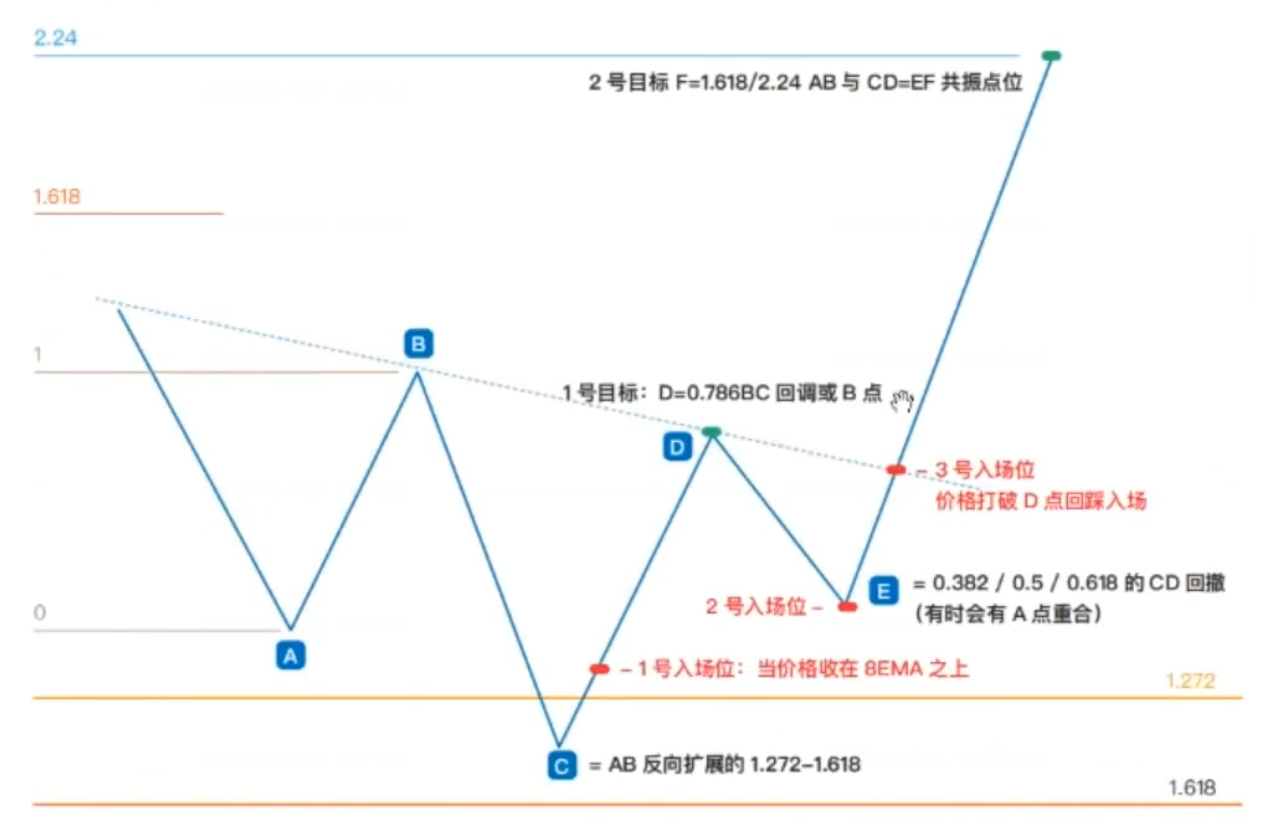 2.24
2 号目标 F=1.618/2.24 AB 与 CD=EF 共振点位
1.618
B
1
1 号目标：D=0.786BC 回调或 B 点
D
– 3 号入场位
价格打破 D 点回踩入场
E
= 0.382 / 0.5 / 0.618 的 CD 回撤
（有时会有 A 点重合）
2 号入场位 –
0
A
– 1 号入场位：当价格收在 8EMA 之上
1.272
C
= AB 反向扩展的 1.272–1.618
1.618